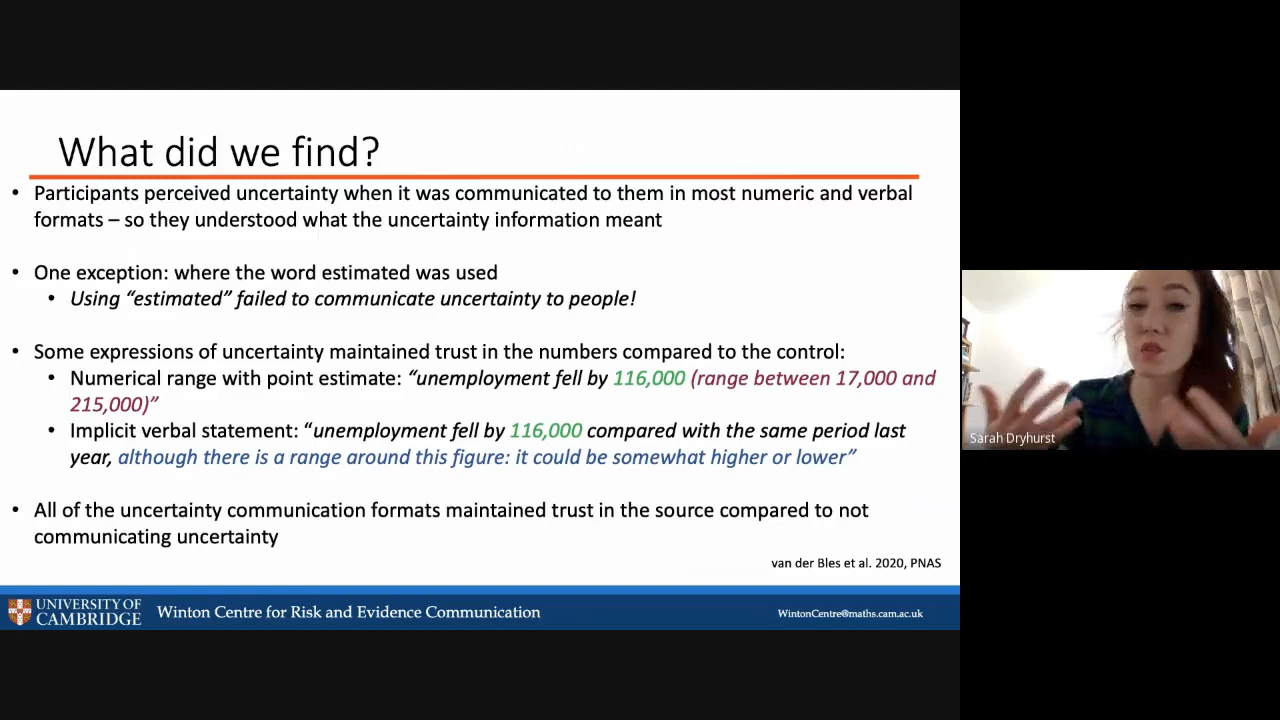 What did we find?
• Participants perceived uncertainty when it was communicated to them in most numeric and verbal
formats – so they understood what the uncertainty information meant
• One exception: where the word estimated was used
• Using “estimated” failed to communicate uncertainty to people!
• Some expressions of uncertainty maintained trust in the numbers compared to the control:
• Numerical range with point estimate: “unemployment fell by 116,000 (range between 17,000 and
215,000)”
• Implicit verbal statement: “unemployment fell by 116,000 compared with the same period last
year, although there is a range around this figure: it could be somewhat higher or lower”
• All of the uncertainty communication formats maintained trust in the source compared to not
communicating uncertainty
van der Bles et al. 2020, PNAS
UNIVERSITY OF
CAMBRIDGE
Winton Centre for Risk and Evidence Communication
WintonCentre@maths.cam.ac.uk
Sarah Dryhurst